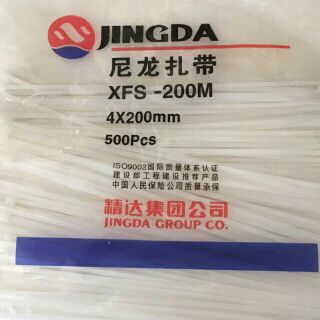 JINGDA
尼龙扎带
XFS -200M
4X200mm
500Pcs
ISO9002国际质量体系认证
建设部工程建设推荐产品
中国人民保险公司质量承保
精达集团公司
JINGDA GROUP CO.